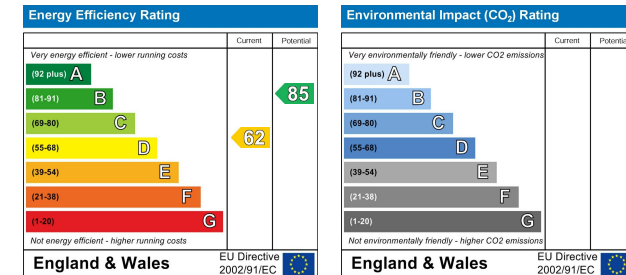 Energy Efficiency Rating
Current Potential
Very energy efficient - lower running costs
(92 plus) A
(81-91) B
85
(69-80) C
62
(55-68) D
(39-54) E
(21-38) F
(1-20) G
Not energy efficient - higher running costs
England & Wales
EU Directive
2002/91/EC
Environmental Impact (CO₂) Rating
Current Potential
Very environmentally friendly - lower CO2 emissions
(92 plus) A
(81-91) B
(69-80) C
(55-68) D
(39-54) E
(21-38) F
(1-20) G
Not environmentally friendly - higher CO2 emissions
England & Wales
EU Directive
2002/91/EC